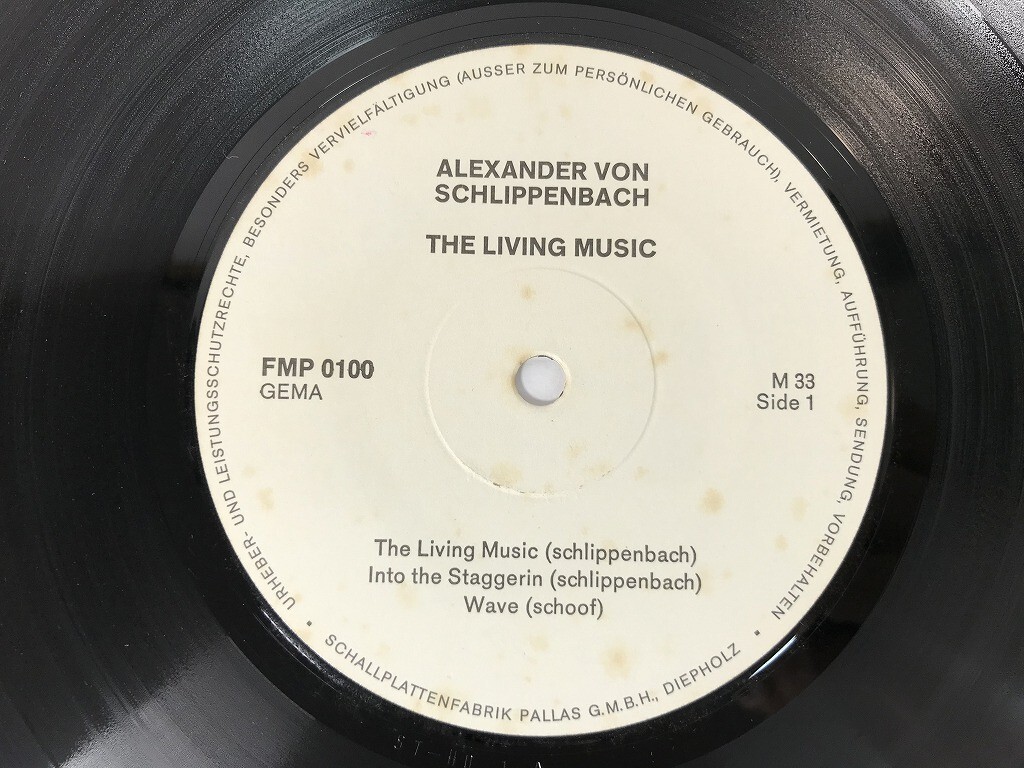 URHEBER- UND LEISTUNGSSCHUTZRECHTE, BESONDERS VERVIELFÄLTIGUNG (AUSSER ZUM PERSÖNLICHEN GEBRAUCH), VERMIETUNG, AUFFÜHRUNG, SENDUNG, VORBEHALTEN
ALEXANDER VON
SCHLIPPENBACH
THE LIVING MUSIC
FMP 0100
GEMA
M 33
Side 1
The Living Music (schlippenbach)
Into the Staggerin (schlippenbach)
Wave (schoof)
• SCHALLPLATTENFABRIK PALLAS G.M.B.H., DIEPHOLZ •